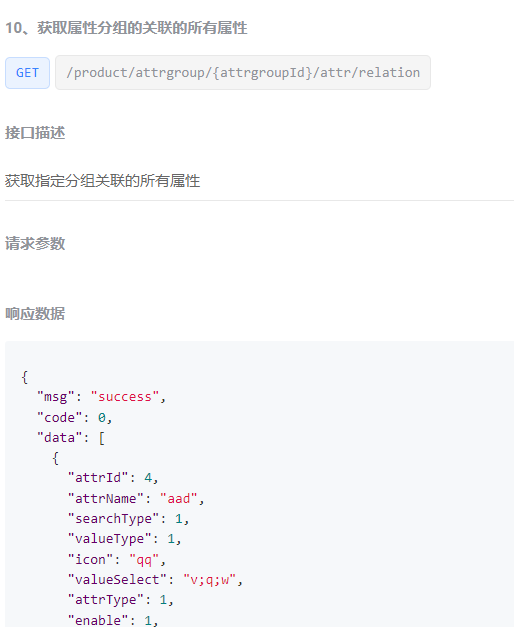 10、获取属性分组的关联的所有属性
GET /product/attrgroup/{attrgroupId}/attr/relation
接口描述
获取指定分组关联的所有属性
请求参数
响应数据
{
"msg": "success",
"code": 0,
"data": [
{
"attrId": 4,
"attrName": "aad",
"searchType": 1,
"valueType": 1,
"icon": "qq",
"valueSelect": "v;q;w",
"attrType": 1,
"enable": 1,